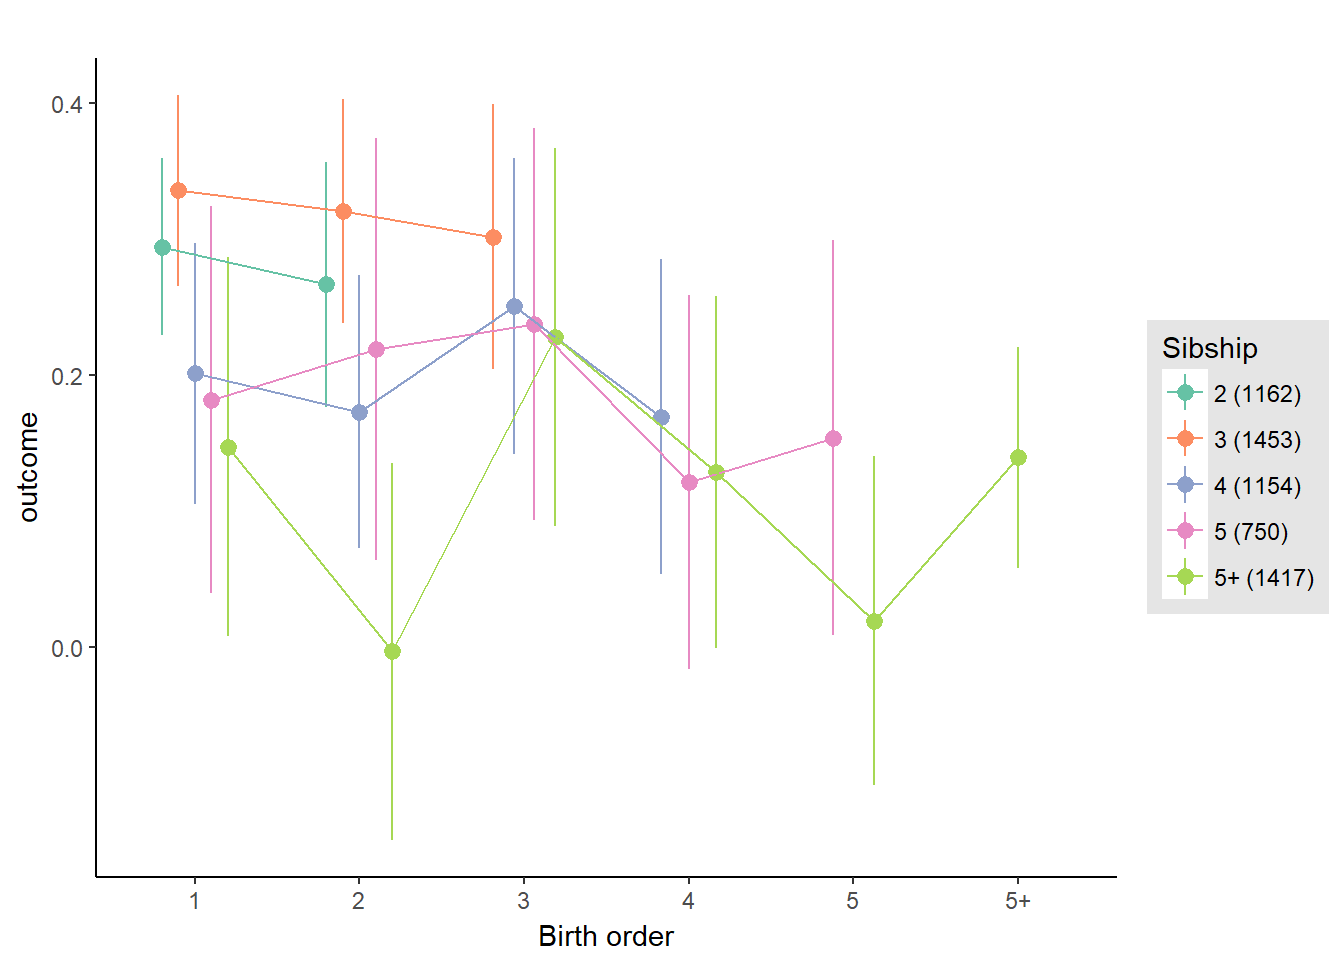 0.4
0.2
0.0
outcome
1 2 3 4 5 5+
Birth order
Sibship
2 (1162)
3 (1453)
4 (1154)
5 (750)
5+ (1417)